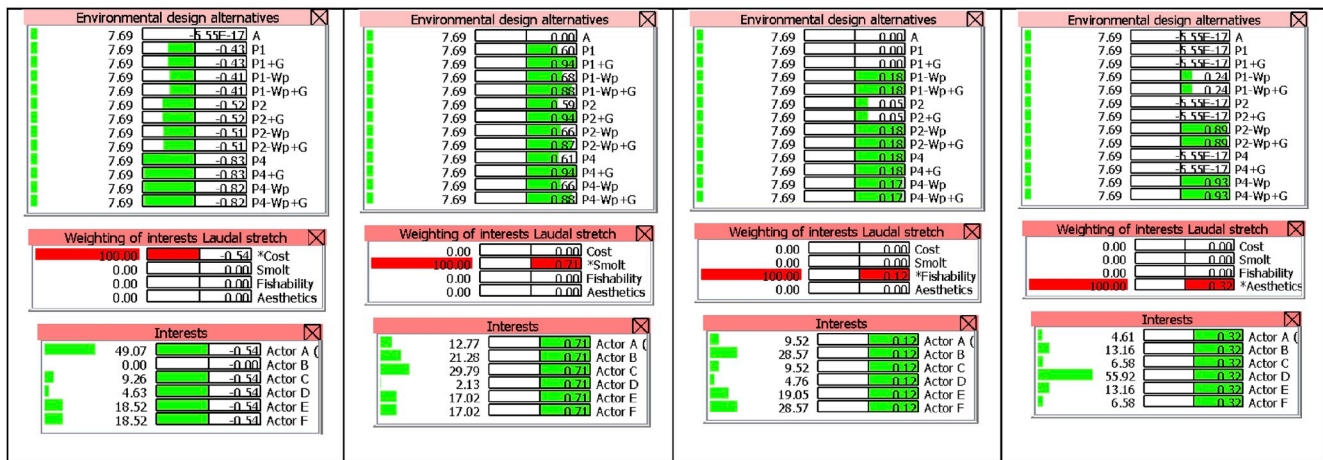 Environmental design alternatives
7.69 -5.55E-17 A
7.69 -0.43 P1
7.69 -0.43 P1+G
7.69 -0.41 P1-Wp
7.69 -0.41 P1-Wp+G
7.69 -0.52 P2
7.69 -0.52 P2+G
7.69 -0.51 P2-Wp
7.69 -0.51 P2-Wp+G
7.69 -0.83 P4
7.69 -0.83 P4+G
7.69 -0.82 P4-Wp
7.69 -0.82 P4-Wp+G
Weighting of interests Laudal stretch
100.00 -0.54 *Cost
0.00 0.00 Smolt
0.00 0.00 Fishability
0.00 0.00 Aesthetics
Interests
49.07 -0.54 Actor A (
0.00 -0.00 Actor B
9.26 -0.54 Actor C
4.63 -0.54 Actor D
18.52 -0.54 Actor E
18.52 -0.54 Actor F
Environmental design alternatives
7.69 0.00 A
7.69 0.60 P1
7.69 0.94 P1+G
7.69 0.68 P1-Wp
7.69 0.88 P1-Wp+G
7.69 0.59 P2
7.69 0.94 P2+G
7.69 0.66 P2-Wp
7.69 0.87 P2-Wp+G
7.69 0.61 P4
7.69 0.94 P4+G
7.69 0.66 P4-Wp
7.69 0.88 P4-Wp+G
Weighting of interests Laudal stretch
0.00 0.00 Cost
100.00 0.71 *Smolt
0.00 0.00 Fishability
0.00 0.00 Aesthetics
Interests
12.77 0.71 Actor A (
21.28 0.71 Actor B
29.79 0.71 Actor C
2.13 0.71 Actor D
17.02 0.71 Actor E
17.02 0.71 Actor F
Environmental design alternatives
7.69 0.00 A
7.69 0.00 P1
7.69 0.00 P1+G
7.69 0.18 P1-Wp
7.69 0.18 P1-Wp+G
7.69 0.05 P2
7.69 0.05 P2+G
7.69 0.18 P2-Wp
7.69 0.18 P2-Wp+G
7.69 0.18 P4
7.69 0.18 P4+G
7.69 0.17 P4-Wp
7.69 0.17 P4-Wp+G
Weighting of interests Laudal stretch
0.00 0.00 Cost
0.00 0.00 Smolt
100.00 0.12 *Fishability
0.00 0.00 Aesthetics
Interests
9.52 0.12 Actor A (
28.57 0.12 Actor B
9.52 0.12 Actor C
4.76 0.12 Actor D
19.05 0.12 Actor E
28.57 0.12 Actor F
Environmental design alternatives
7.69 -5.55E-17 A
7.69 -5.55E-17 P1
7.69 -5.55E-17 P1+G
7.69 0.24 P1-Wp
7.69 0.24 P1-Wp+G
7.69 -5.55E-17 P2
7.69 -5.55E-17 P2+G
7.69 0.89 P2-Wp
7.69 0.89 P2-Wp+G
7.69 -5.55E-17 P4
7.69 -5.55E-17 P4+G
7.69 0.93 P4-Wp
7.69 0.93 P4-Wp+G
Weighting of interests Laudal stretch
0.00 0.00 Cost
0.00 0.00 Smolt
0.00 0.00 Fishability
100.00 0.32 *Aesthetics
Interests
4.61 0.32 Actor A (
13.16 0.32 Actor B
6.58 0.32 Actor C
55.92 0.32 Actor D
13.16 0.32 Actor E
6.58 0.32 Actor F